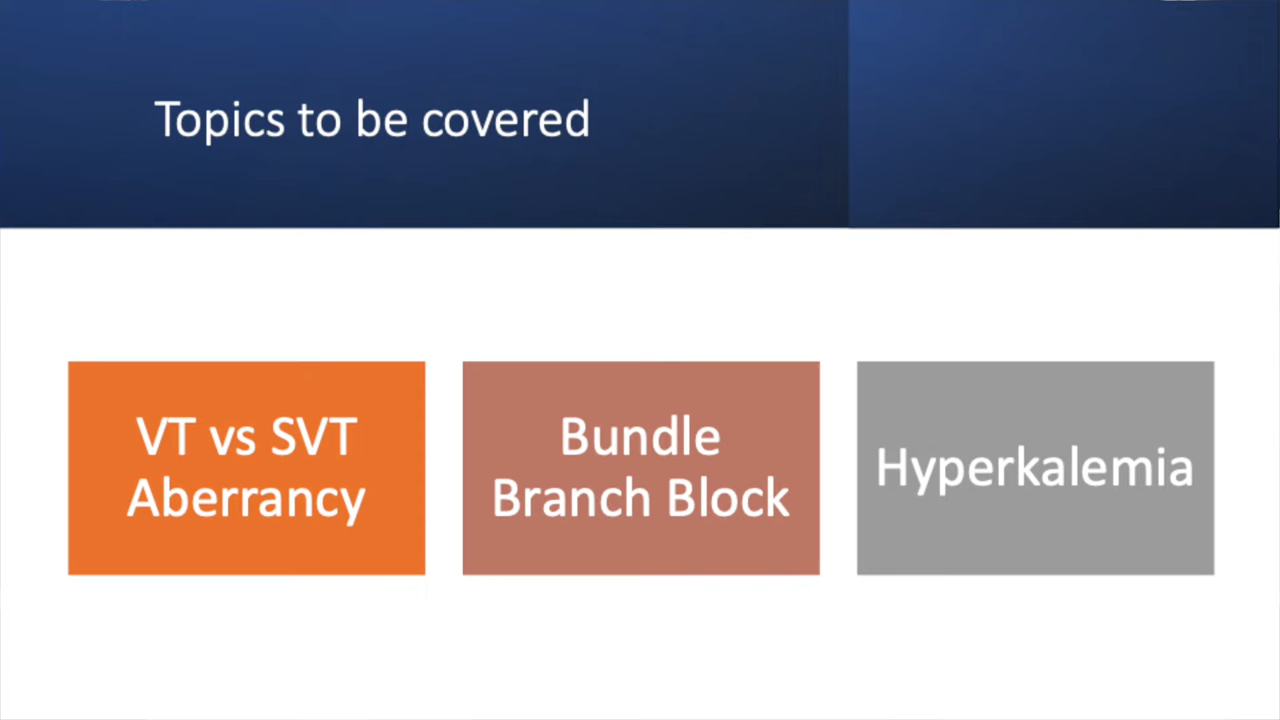 Topics to be covered
VT vs SVT
Aberrancy
Bundle
Branch Block
Hyperkalemia